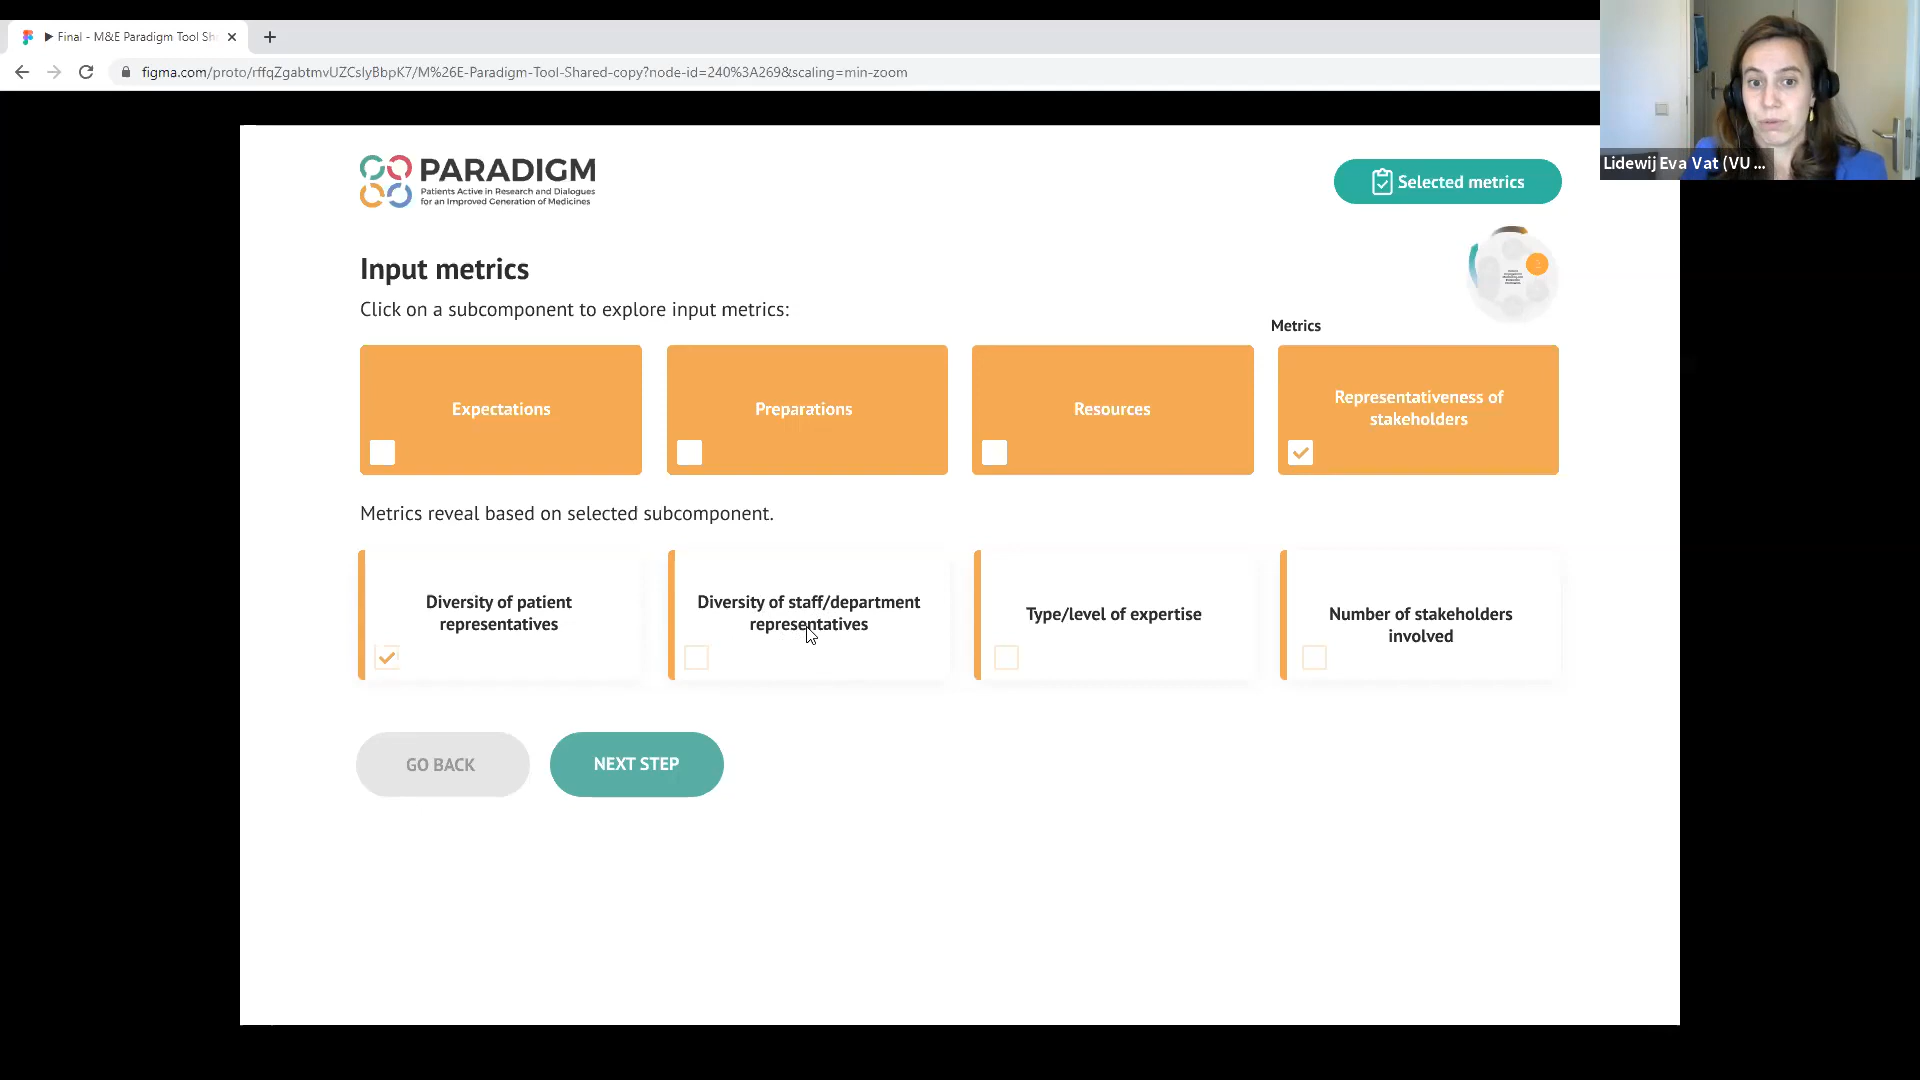 Final - M&E Paradigm Tool Sh
figma.com/proto/rffqZgabtmvUZCslyBbpK7/M%26E-Paradigm-Tool-Shared-copy?node-id=240%3A269&scaling=min-zoom
Lidewij Eva Vat (VU ...
PARADIGM
Patients Active in Research and Dialogues
for an Improved Generation of Medicines
Selected metrics
Input metrics
Click on a subcomponent to explore input metrics:
Metrics
Expectations
Preparations
Resources
Representativeness of
stakeholders
Metrics reveal based on selected subcomponent.
Diversity of patient
representatives
Diversity of staff/department
representatives
Type/level of expertise
Number of stakeholders
involved
GO BACK
NEXT STEP